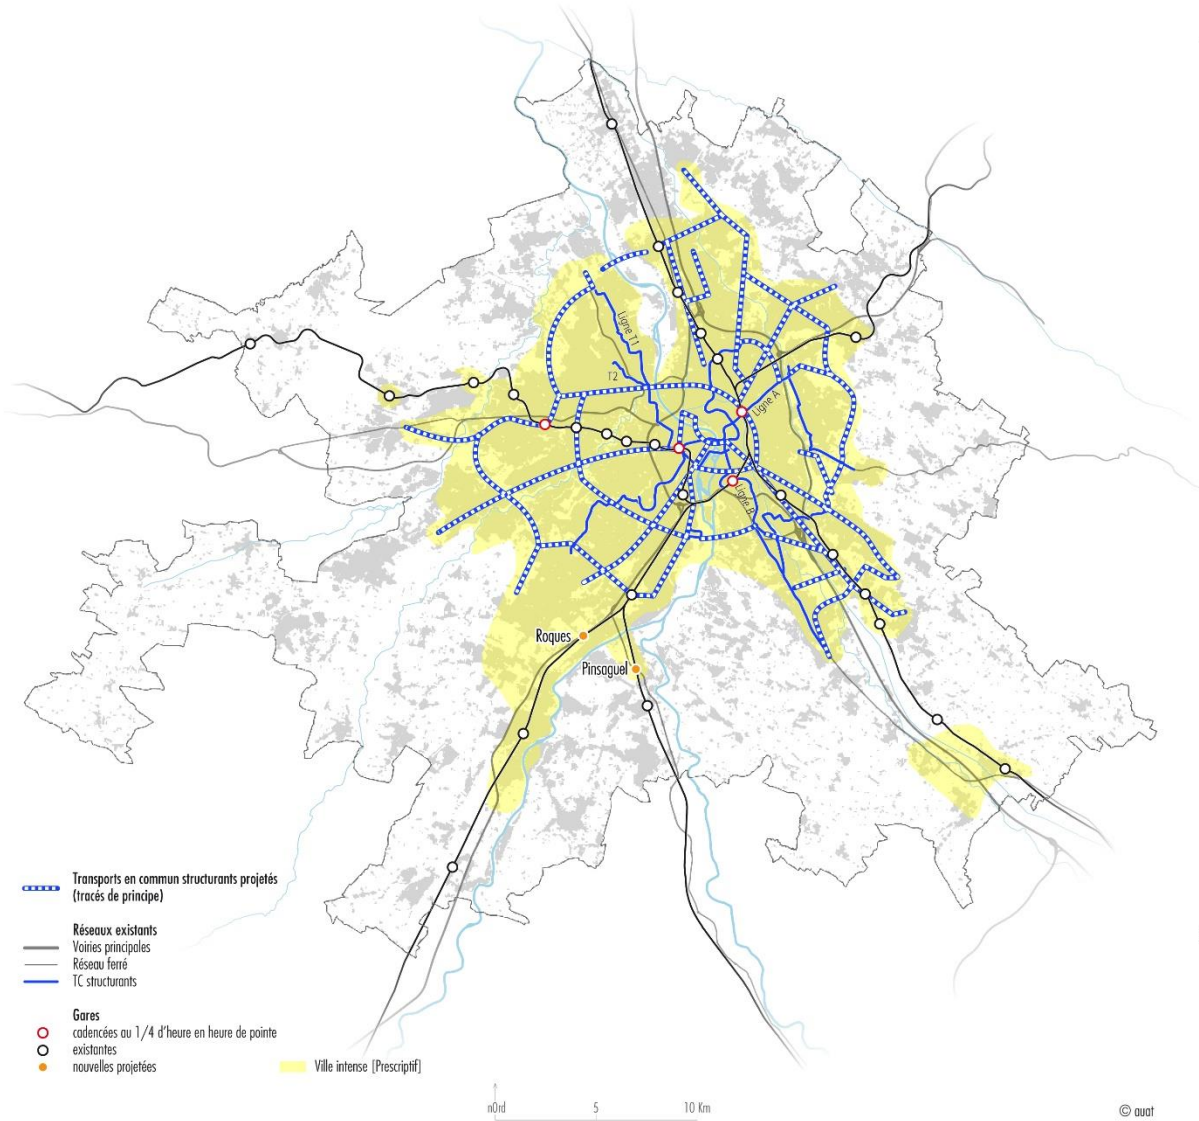 Ligne T1
T2
Ligne A
Ligne B
Roques
Pinsaguel
Transports en commun structurants projetés
(tracés de principe)
Réseaux existants
Voiries principales
Réseau ferré
TC structurants
Gares
cadencées au 1/4 d'heure en heure de pointe
existantes
nouvelles projetées
Ville intense [Prescriptif]
nOrd
5
10 Km
© auat